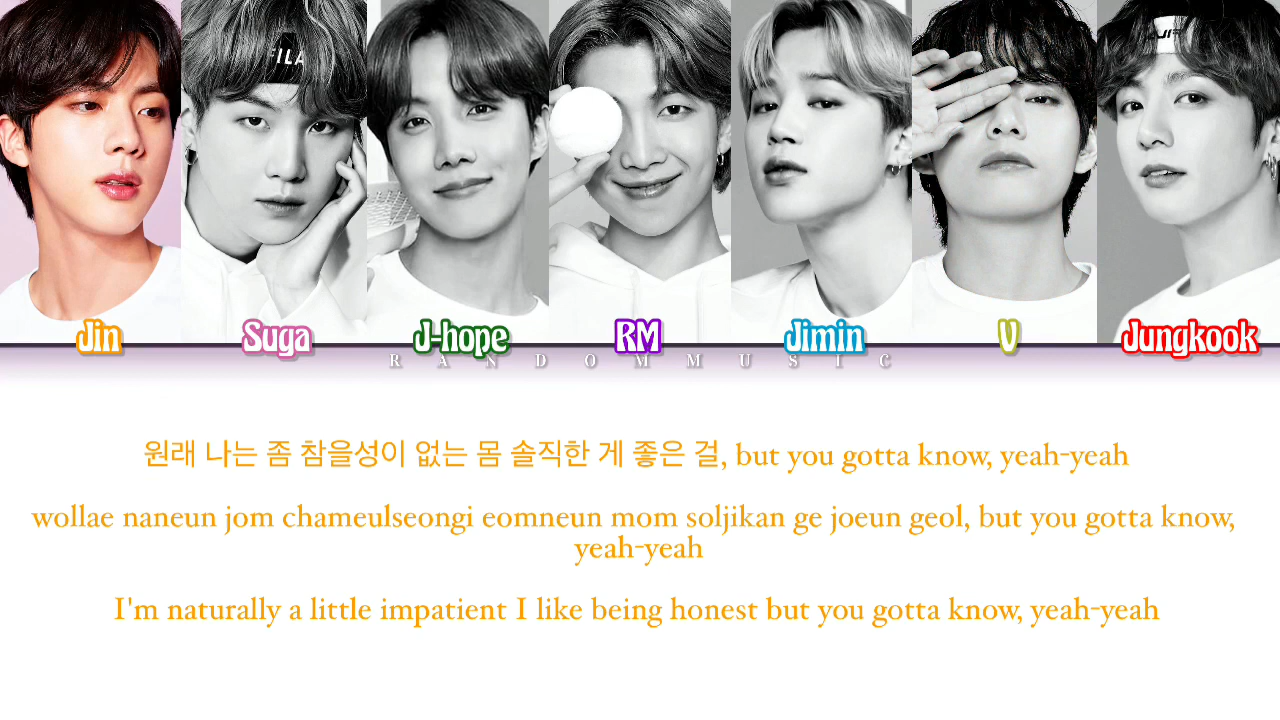 FILA
Jin
Suga
J-hope
RM
Jimin
V
Jungkook
RANDOMMUSIC
원래 나는 좀 참을성이 없는 몸 솔직한 게 좋은 걸, but you gotta know, yeah-yeah
wollae naneun jom chameulseongi eomneun mom soljikan ge joeun geol, but you gotta know,
yeah-yeah
I'm naturally a little impatient I like being honest but you gotta know, yeah-yeah